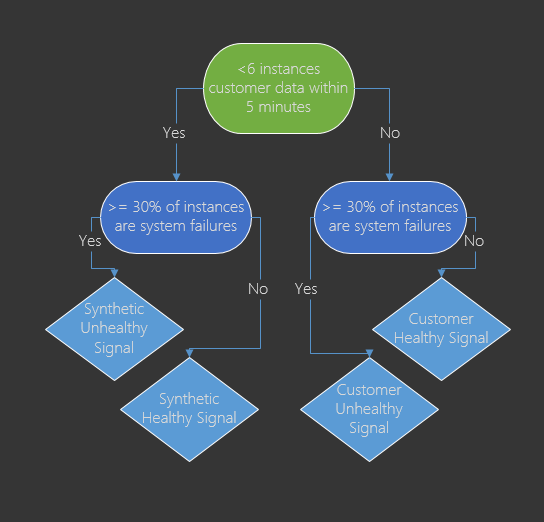 <6 instances
customer data within
5 minutes
Yes
No
>= 30% of instances
are system failures
>= 30% of instances
are system failures
Yes
No
No
Yes
Synthetic
Unhealthy
Signal
Customer
Healthy Signal
Synthetic
Healthy Signal
Customer
Unhealthy
Signal